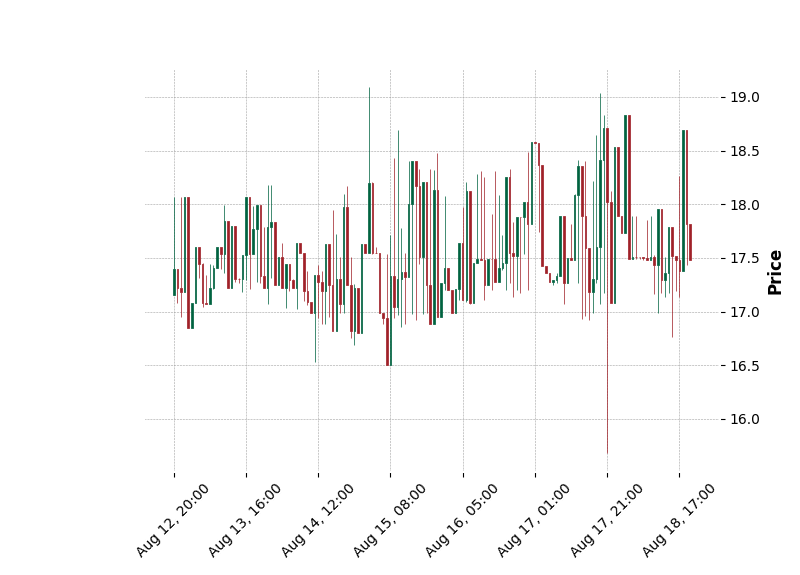 19.0
18.5
18.0
17.5
17.0
16.5
16.0
Price
Aug 12, 20:00
Aug 13, 16:00
Aug 14, 12:00
Aug 15, 08:00
Aug 16, 05:00
Aug 17, 01:00
Aug 17, 21:00
Aug 18, 17:00